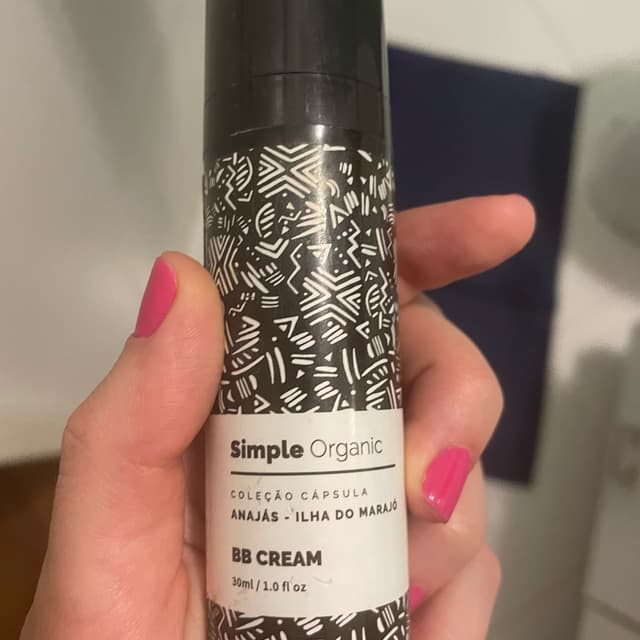 Simple Organic
COLEÇÃO CÁPSULA
ANAJÁS - ILHA DO MARAJÓ
BB CREAM
30ml / 1.0 fl oz